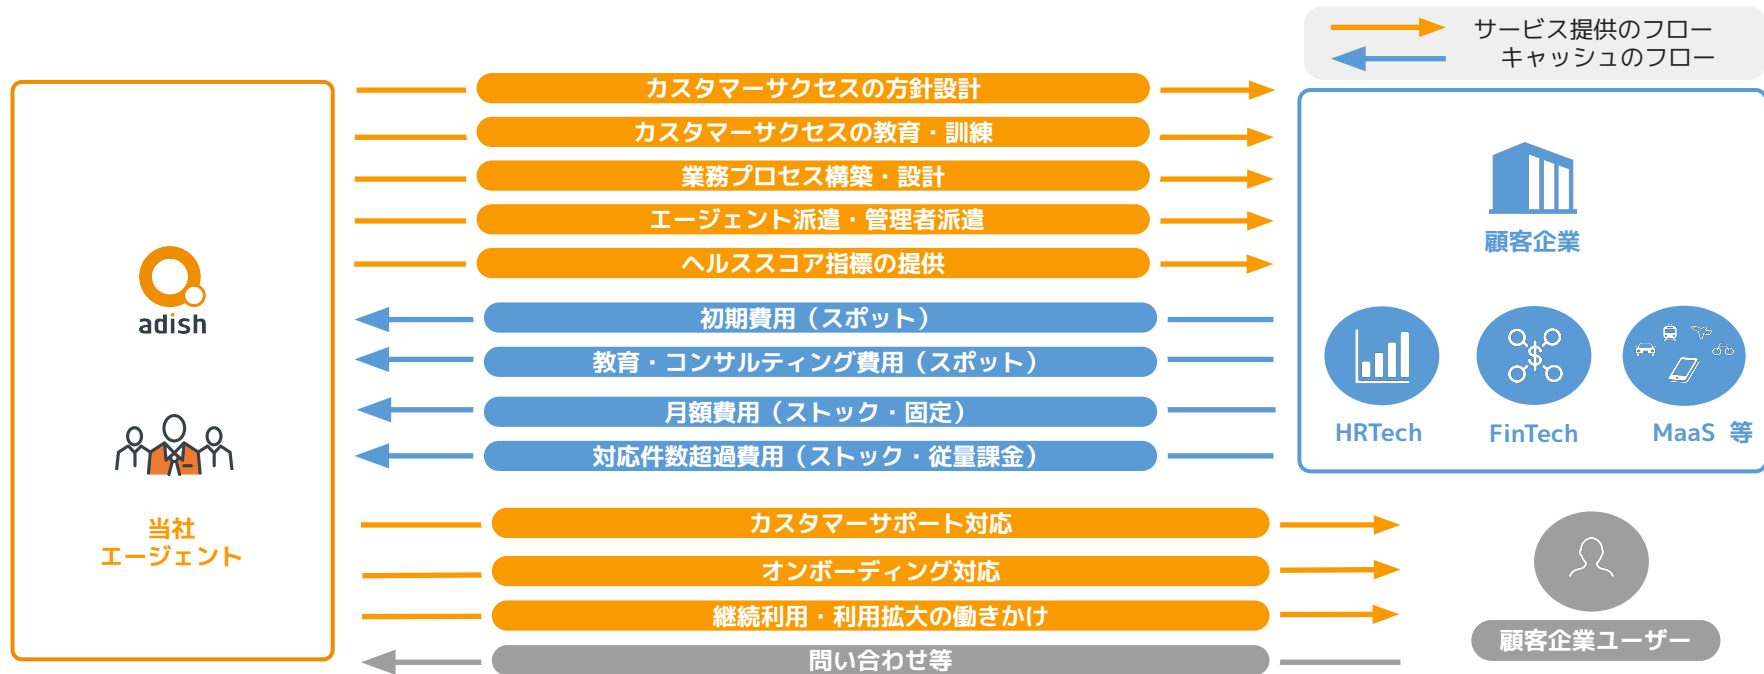 サービス提供のフロー
キャッシュのフロー
カスタマーサクセスの方針設計
カスタマーサクセスの教育・訓練
業務プロセス構築・設計
エージェント派遣・管理者派遣
ヘルススコア指標の提供
初期費用（スポット）
教育・コンサルティング費用（スポット）
月額費用（ストック・固定）
対応件数超過費用（ストック・従量課金）
カスタマーサポート対応
オンボーディング対応
継続利用・利用拡大の働きかけ
問い合わせ等
adish
当社
エージェント
顧客企業
$
HRTech
FinTech
MaaS 等
顧客企業ユーザー